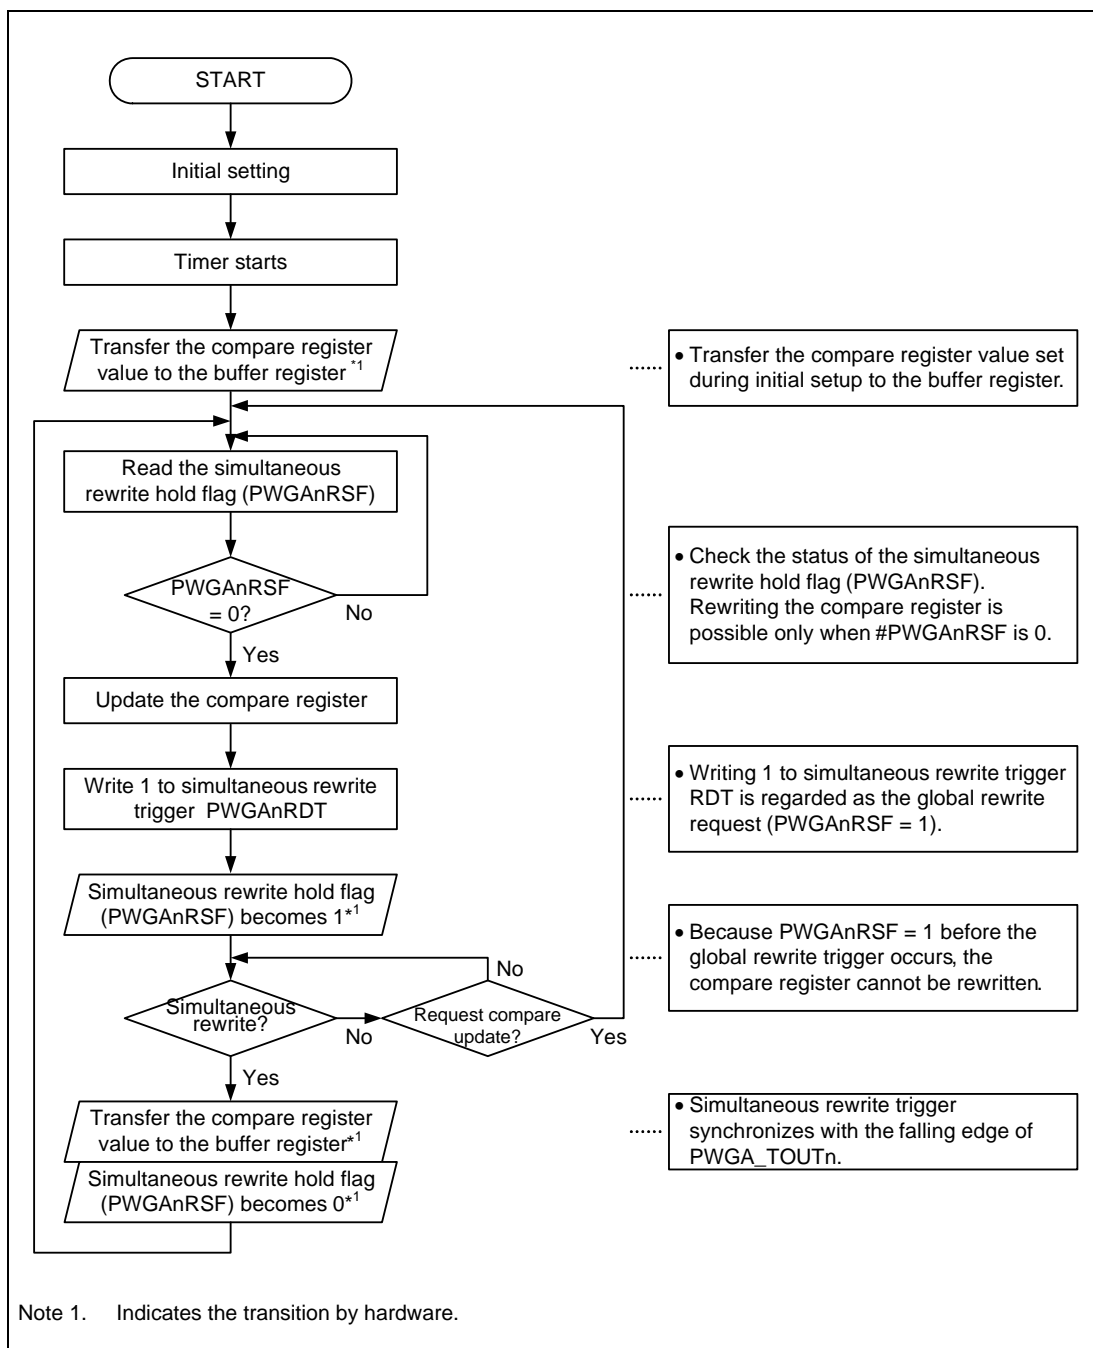 START
Initial setting
Timer starts
Transfer the compare register
value to the buffer register *1
• Transfer the compare register value set
during initial setup to the buffer register.
Read the simultaneous
rewrite hold flag (PWGAnRSF)
PWGAnRSF
= 0?
No
Yes
• Check the status of the simultaneous
rewrite hold flag (PWGAnRSF).
Rewriting the compare register is
possible only when #PWGAnRSF is 0.
Update the compare register
Write 1 to simultaneous rewrite
trigger PWGAnRDT
• Writing 1 to simultaneous rewrite trigger
RDT is regarded as the global rewrite
request (PWGAnRSF = 1).
Simultaneous rewrite hold flag
(PWGAnRSF) becomes 1*1
• Because PWGAnRSF = 1 before the
global rewrite trigger occurs, the
compare register cannot be rewritten.
Simultaneous
rewrite?
No
Request compare
update?
No
Yes
Yes
Transfer the compare register
value to the buffer register*1
Simultaneous rewrite hold flag
(PWGAnRSF) becomes 0*1
• Simultaneous rewrite trigger
synchronizes with the falling edge of
PWGA_TOUTn.
Note 1. Indicates the transition by hardware.